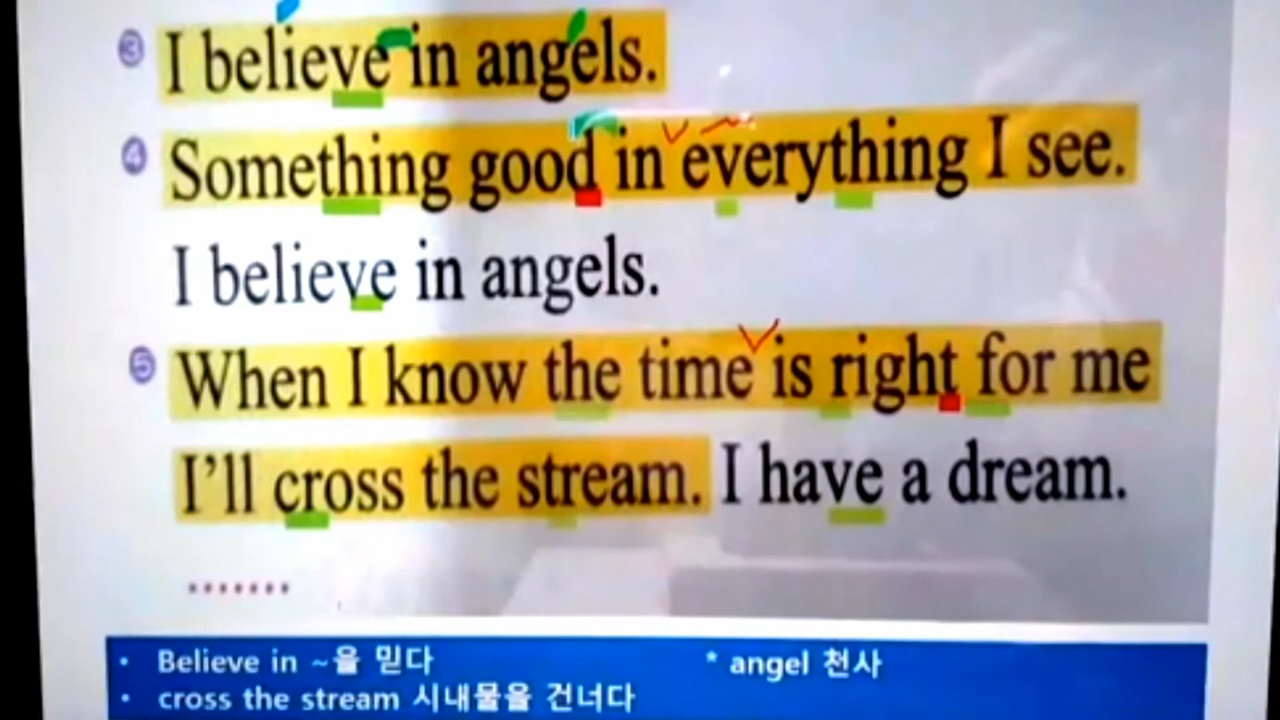 ③ I believe in angels.
④ Something good in everything I see.
I believe in angels.
⑤ When I know the time is right for me
I'll cross the stream. I have a dream.
.......
• Believe in ~을 믿다 * angel 천사
• cross the stream 시내물을 건너다